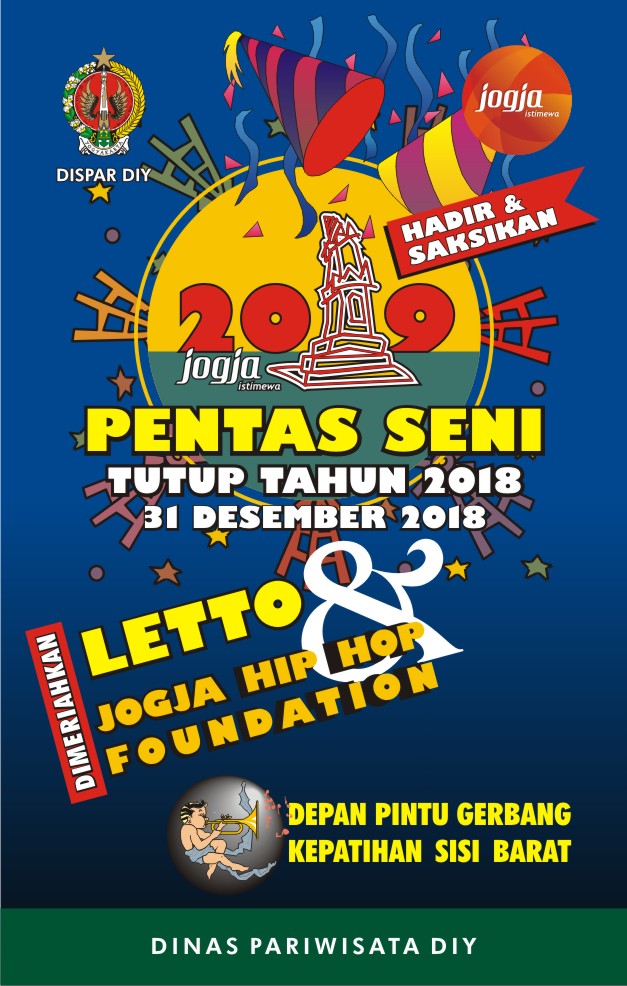 DISPAR DIY
jogja
istimewa
HADIR &
SAKSIKAN
2019
jogja
istimewa
PENTAS SENI
TUTUP TAHUN 2018
31 DESEMBER 2018
DIMERIAHKAN
LETTO &
JOGJA HIP HOP
FOUNDATION
DEPAN PINTU GERBANG
KEPATIHAN SISI BARAT
DINAS PARIWISATA DIY